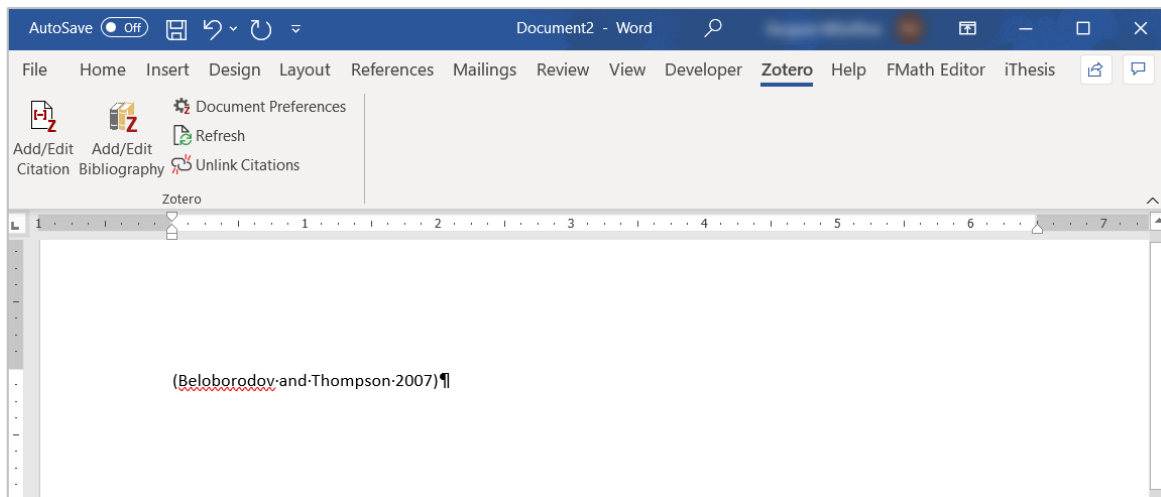 AutoSave Off Document2 - Word
File Home Insert Design Layout References Mailings Review View Developer Zotero Help FMath Editor iThesis
Add/Edit Citation
Add/Edit Bibliography
Document Preferences
Refresh
Unlink Citations
Zotero
1 1 2 3 4 5 6 7
(Beloborodov·and·Thompson·2007)¶